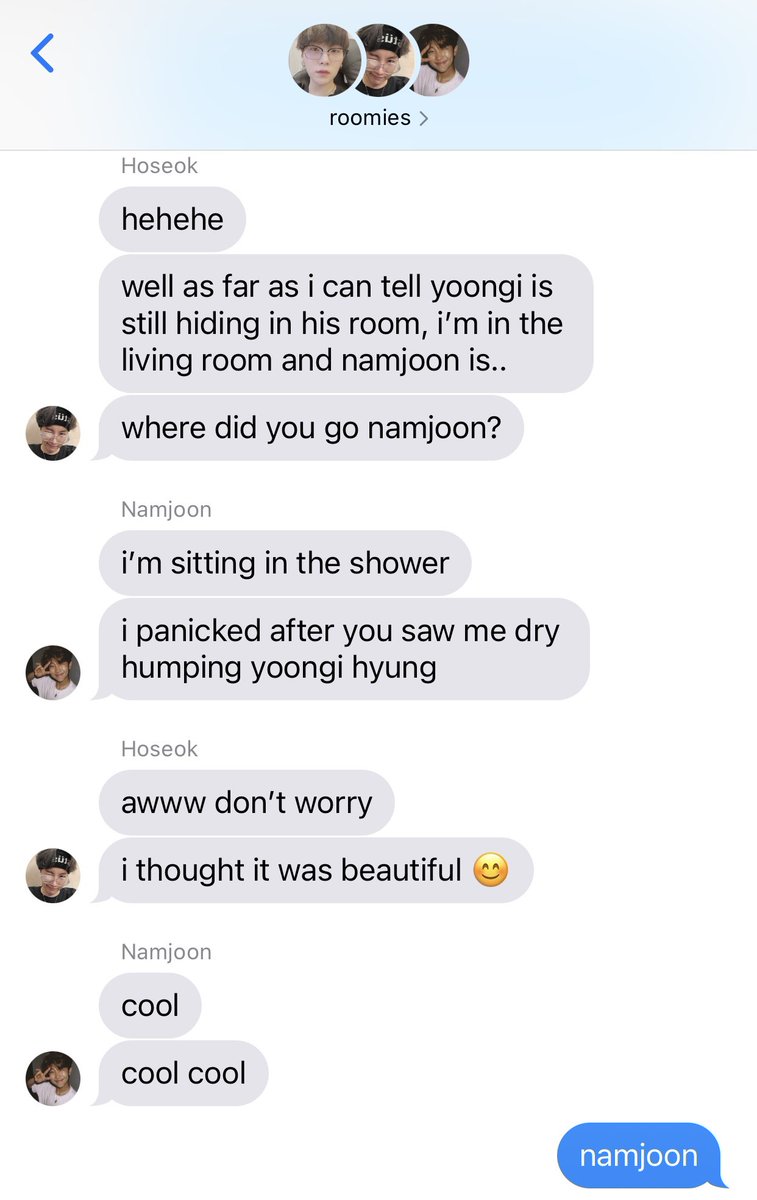 roomies
Hoseok
hehehe
well as far as i can tell yoongi is
still hiding in his room, i’m in the
living room and namjoon is..
where did you go namjoon?
Namjoon
i’m sitting in the shower
i panicked after you saw me dry
humping yoongi hyung
Hoseok
awww don’t worry
i thought it was beautiful 😊
Namjoon
cool
cool cool
namjoon